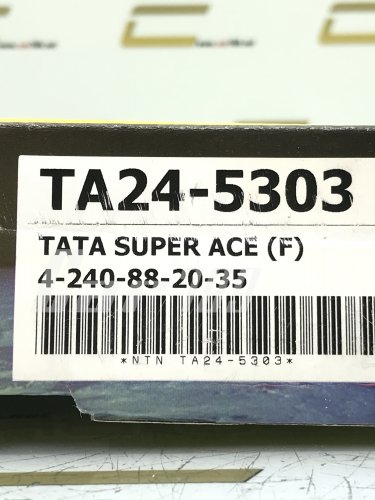 TA24-5303
TATA SUPER ACE (F)
4-240-88-20-35
*NTN TA24-5303*